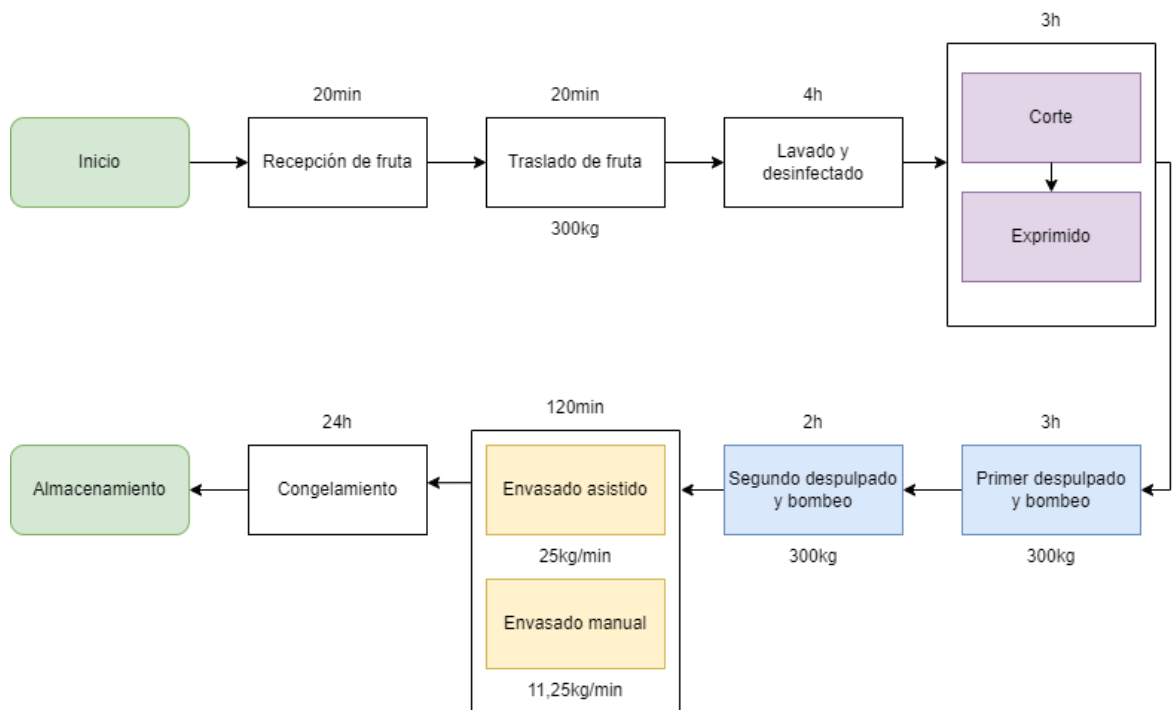 3h
20min
20min
4h
Inicio
Recepción de fruta
Traslado de fruta
Lavado y
desinfectado
Corte
300kg
Exprimido
24h
120min
2h
3h
Almacenamiento
Congelamiento
Envasado asistido
Segundo despulpado
y bombeo
Primer despulpado
y bombeo
25kg/min
300kg
300kg
Envasado manual
11,25kg/min